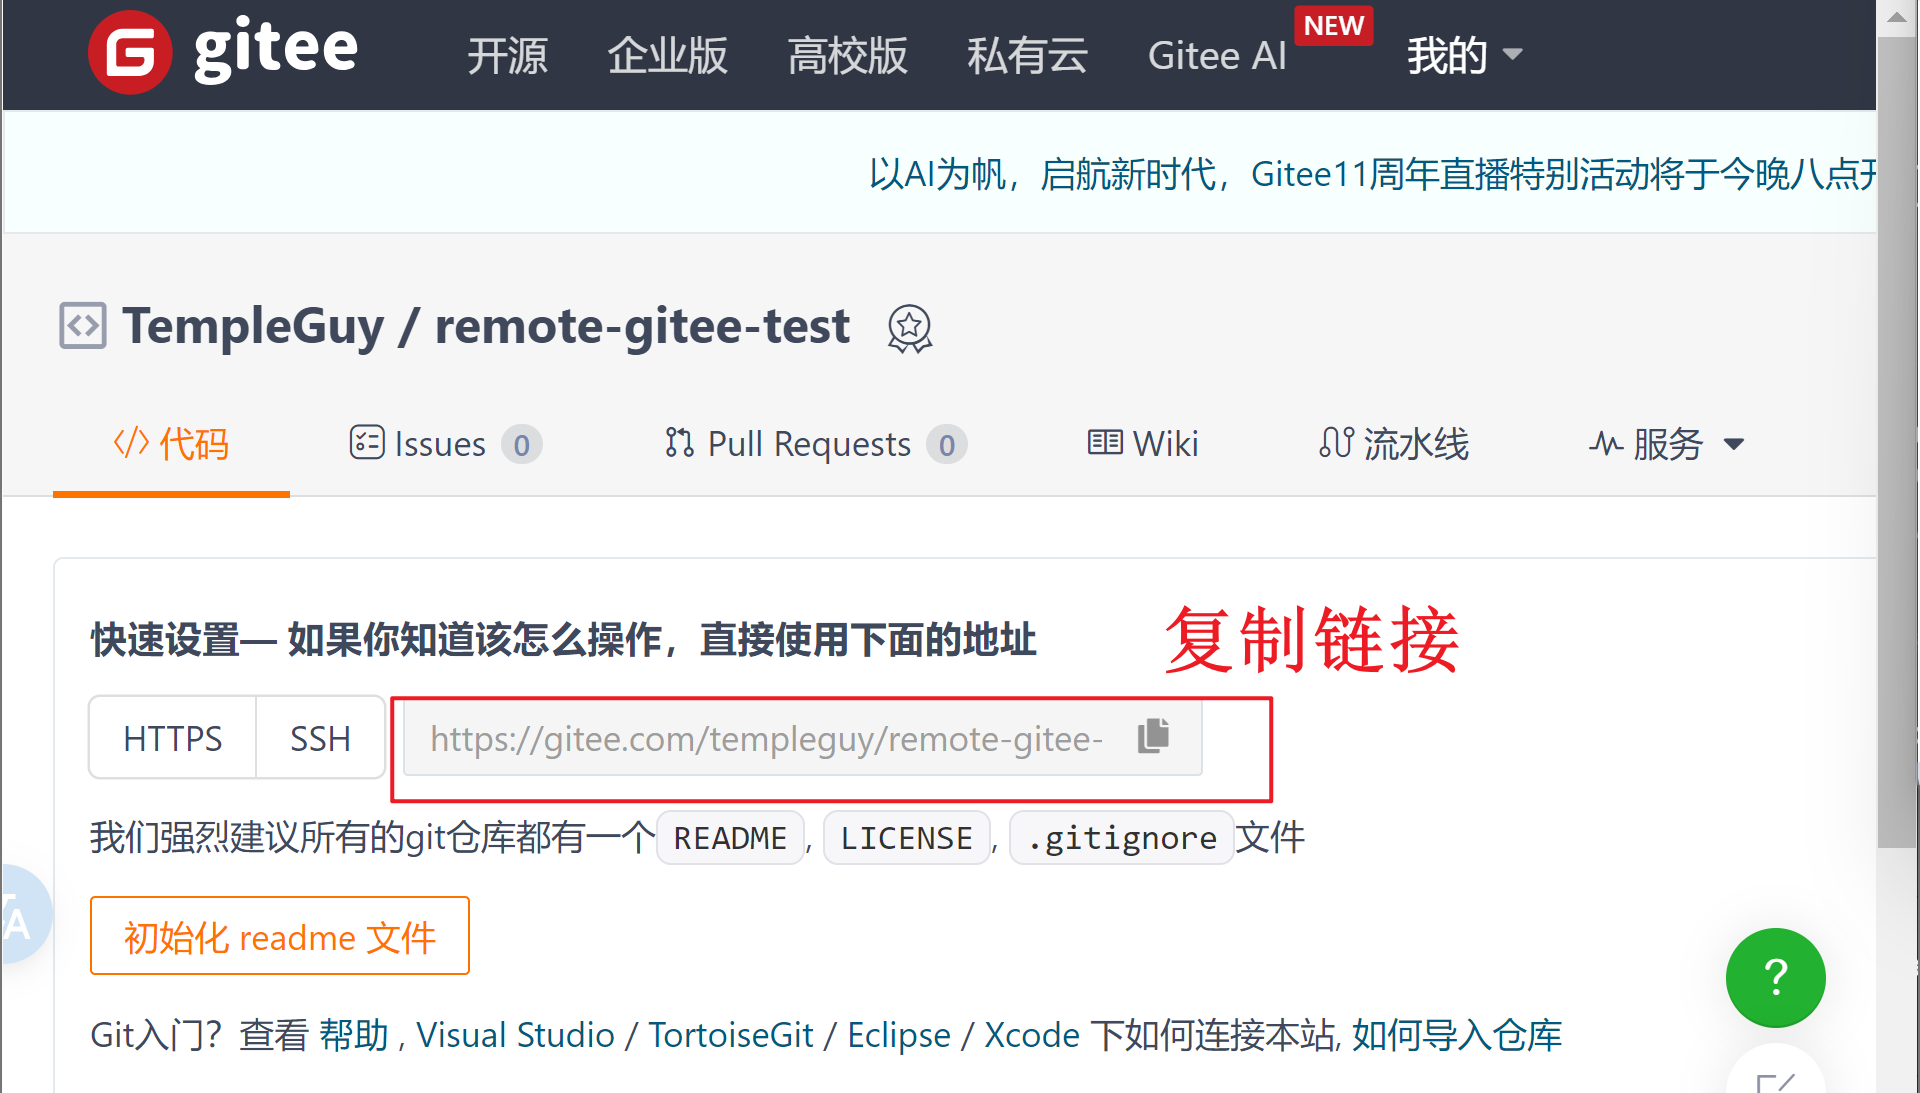 gitee 开源 企业版 高校版 私有云 Gitee AI NEW 我的
以AI为帆，启航新时代，Gitee11周年直播特别活动将于今晚八点
TempleGuy / remote-gitee-test
代码 Issues 0 Pull Requests 0 Wiki 流水线 服务
快速设置— 如果你知道该怎么操作，直接使用下面的地址
复制链接
HTTPS SSH https://gitee.com/templeguy/remote-gitee-
我们强烈建议所有的git仓库都有一个 README , LICENSE , .gitignore 文件
A
初始化 readme 文件
?
Git入门？查看 帮助 , Visual Studio / TortoiseGit / Eclipse / Xcode 下如何连接本站, 如何导入仓库